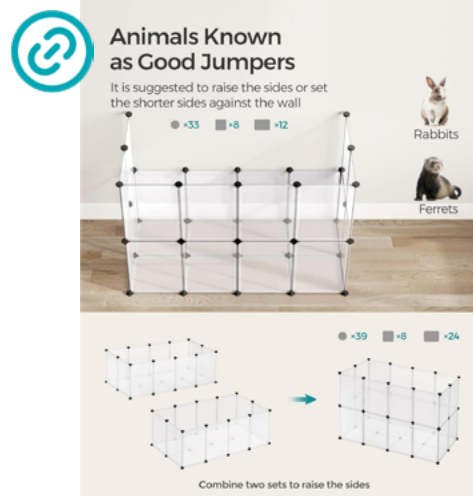 Animals Known
as Good Jumpers
It is suggested to raise the sides or set
the shorter sides against the wall
×33 ×8 ×12
Rabbits
Ferrets
×39 ×8 ×24
Combine two sets to raise the sides